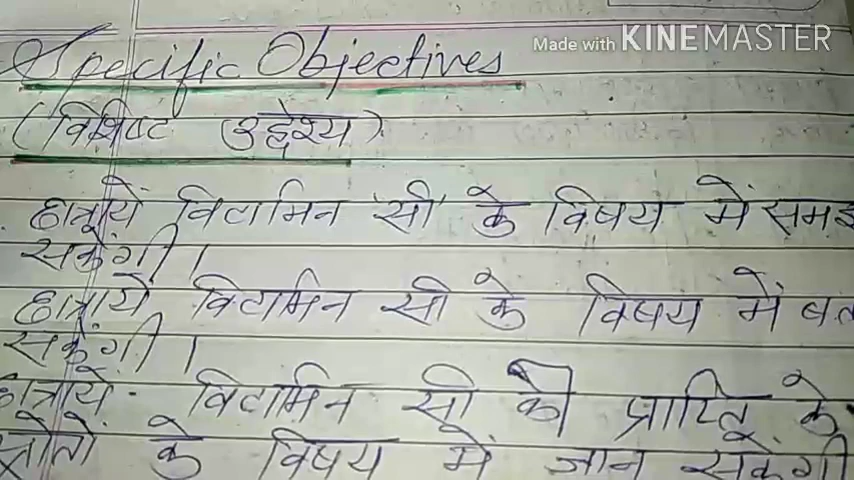 Made with KINEMASTER
Specific Objectives
(विशिष्ट उद्देश्य)
छात्रायें विटामिन 'सी' के विषय में समझ
सकेंगी।
छात्रायें विटामिन सी के विषय में बत
सकेंगी।
छात्रायें विटामिन सी की प्राप्ति के
स्त्रोतो के विषय में जान सकेंगी